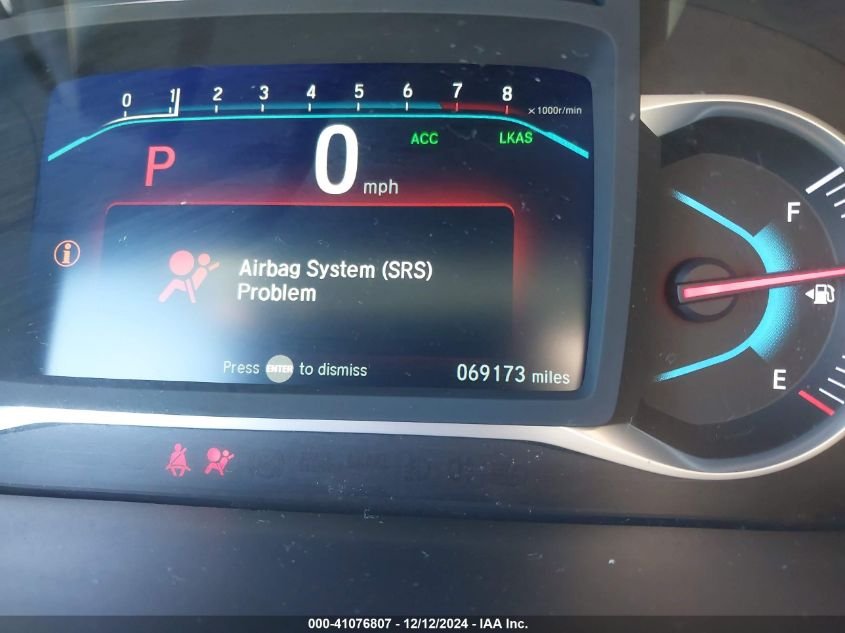 0 1 2 3 4 5 6 7 8
x1000r/min
ACC LKAS
P 0 mph
F
i
Airbag System (SRS)
Problem
Press ENTER to dismiss
069173 miles
E
000-41076807 - 12/12/2024 - IAA Inc.